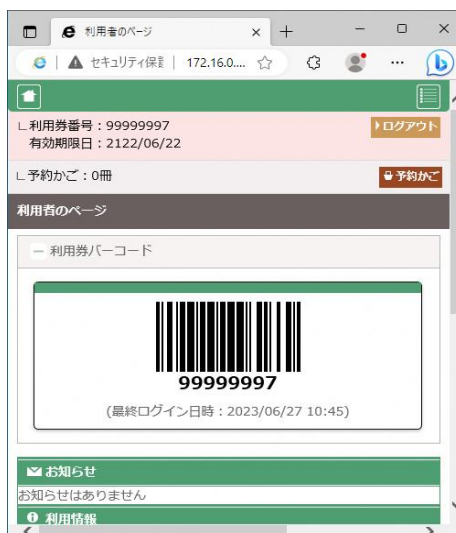 利用者のページ
セキュリティ保護 172.16.0....
利用券番号：99999997
有効期限日：2122/06/22
ログアウト
予約かご：0冊
予約かご
利用者のページ
利用券バーコード
99999997
(最終ログイン日時：2023/06/27 10:45)
お知らせ
お知らせはありません
利用情報